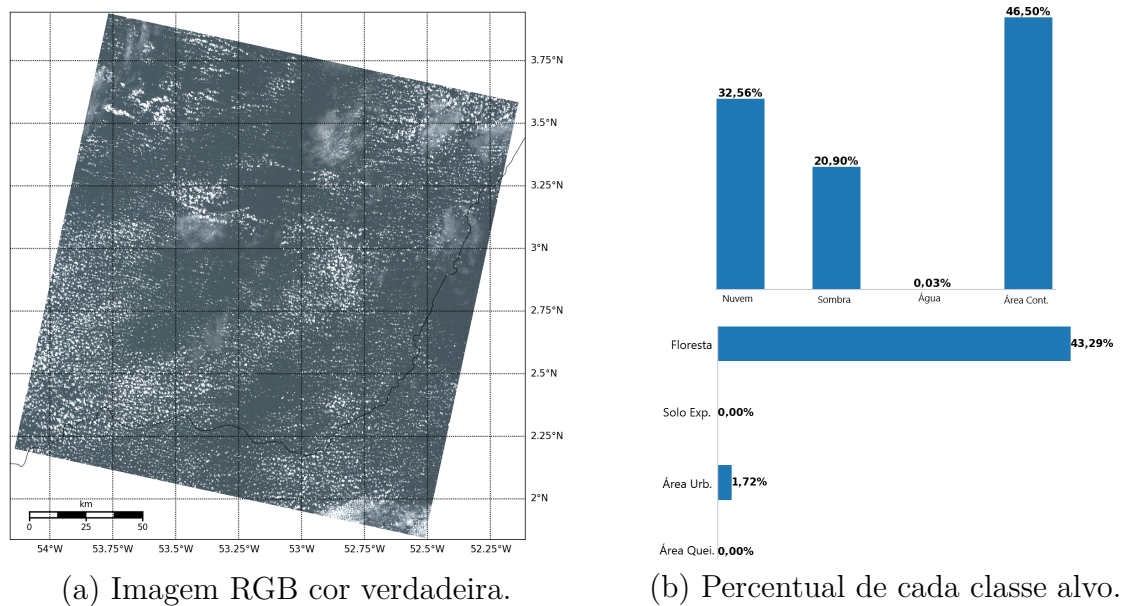 3.75°N
3.5°N
3.25°N
3°N
2.75°N
2.5°N
2.25°N
2°N
km
0 25 50
54°W 53.75°W 53.5°W 53.25°W 53°W 52.75°W 52.5°W 52.25°W
(a) Imagem RGB cor verdadeira.
46,50%
32,56%
20,90%
0,03%
Nuvem Sombra Água Área Cont.
Floresta 43,29%
Solo Exp. 0,00%
Área Urb. 1,72%
Área Quei. 0,00%
(b) Percentual de cada classe alvo.